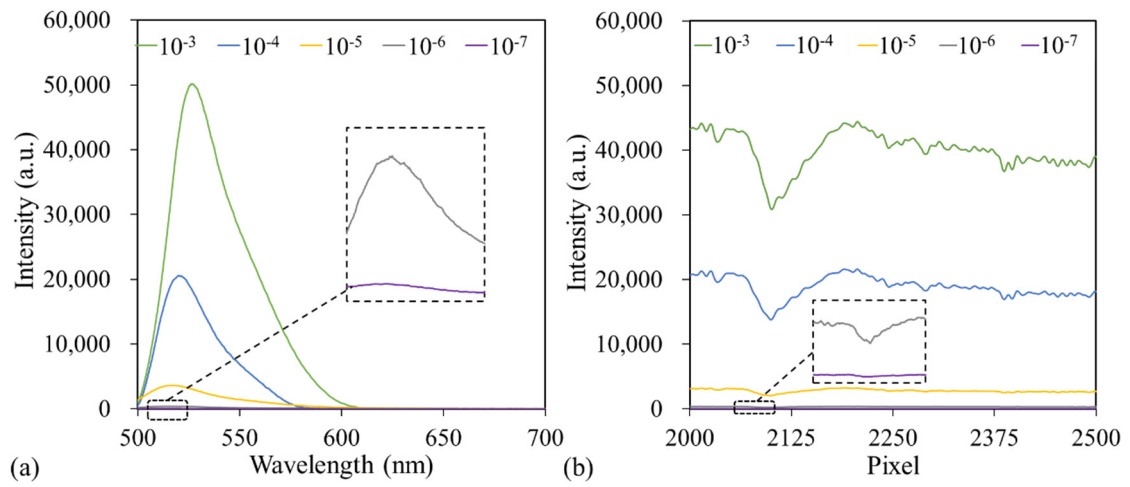 60,000
50,000
40,000
30,000
20,000
10,000
0
Intensity (a.u.)
10-3 10-4 10-5 10-6 10-7
500 550 600 650 700
Wavelength (nm)
(a)
60,000
50,000
40,000
30,000
20,000
10,000
0
Intensity (a.u.)
10-3 10-4 10-5 10-6 10-7
2000 2125 2250 2375 2500
Pixel
(b)